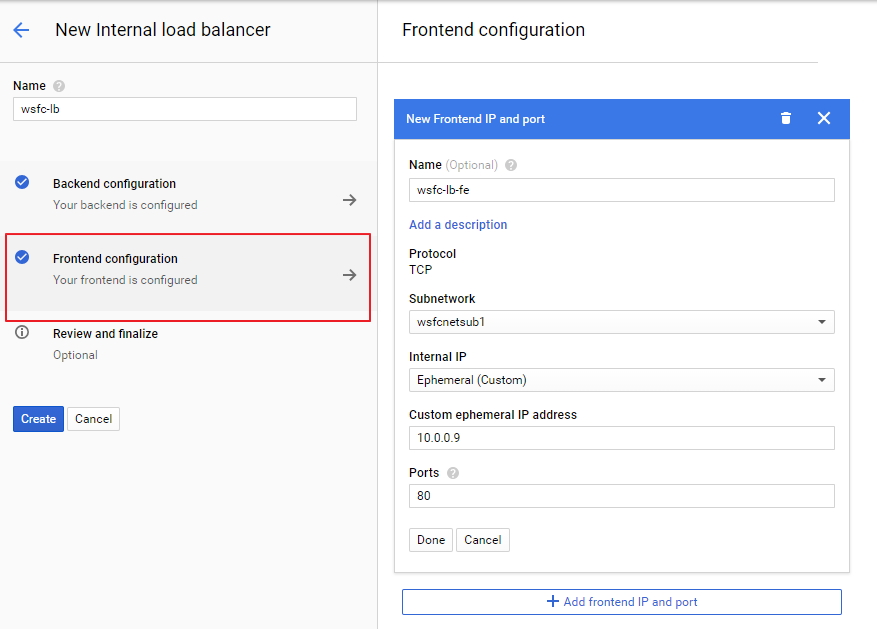 New Internal load balancer
Name
wsfc-lb
Backend configuration
Your backend is configured
Frontend configuration
Your frontend is configured
Review and finalize
Optional
Create Cancel
Frontend configuration
New Frontend IP and port
Name (Optional)
wsfc-lb-fe
Add a description
Protocol
TCP
Subnetwork
wsfcnetsub1
Internal IP
Ephemeral (Custom)
Custom ephemeral IP address
10.0.0.9
Ports
80
Done Cancel
Add frontend IP and port